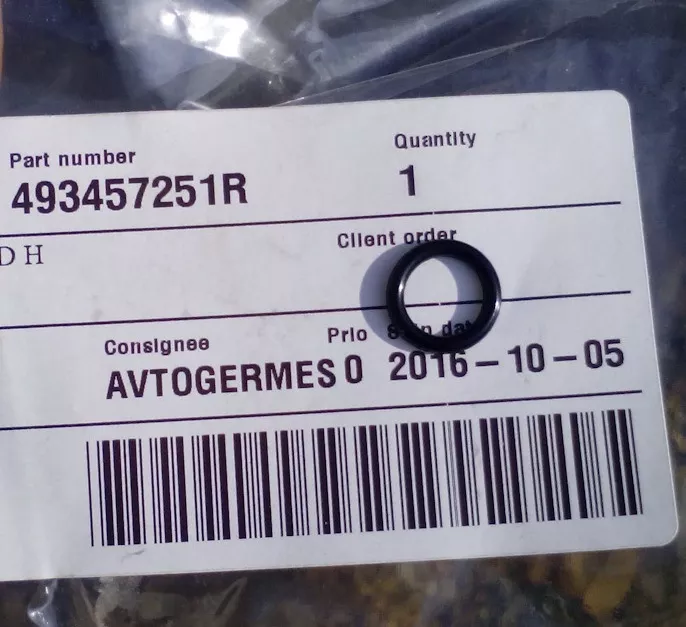 Part number
Quantity
493457251R
1
D H
Client order
Consignee
Prio
AVTOGERMES 0 2016-10-05